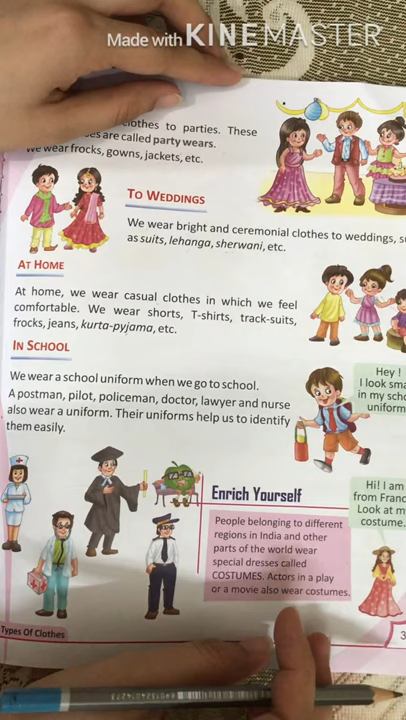 Made with KINEMASTER
clothes to parties. These
are called party wears.
We wear frocks, gowns, jackets, etc.
TO WEDDINGS
We wear bright and ceremonial clothes to weddings,
as suits, lehanga, sherwani, etc.
AT HOME
At home, we wear casual clothes in which we feel
comfortable. We wear shorts, T-shirts, track-suits,
frocks, jeans, kurta-pyjama, etc.
IN SCHOOL
We wear a school uniform when we go to school.
A postman, pilot, policeman, doctor, lawyer and nurse
also wear a uniform. Their uniforms help us to identify
them easily.
Hey !
I look
in my
uniform
Enrich Yourself
People belonging to different
regions in India and other
parts of the world wear
special dresses called
COSTUMES. Actors in a play
or a movie also wear costumes.
Hi! I am
from
Look at
costume.
Types Of Clothes
3